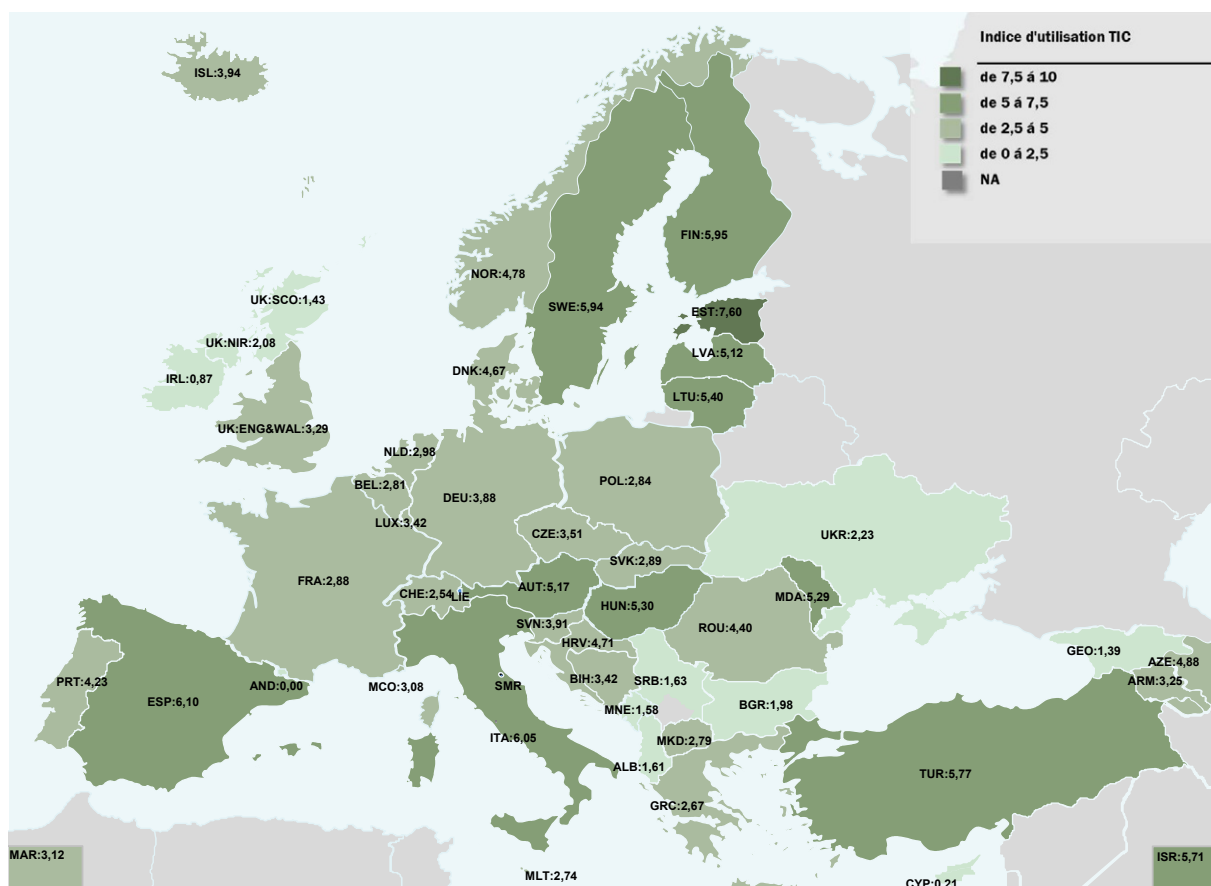 Indice d'utilisation TIC
de 7,5 á 10
de 5 á 7,5
de 2,5 á 5
de 0 á 2,5
NA
ISL:3,94
FIN:5,95
NOR:4,78
UK:SCO:1,43
SWE:5,94
EST:7,60
UK:NIR:2,08
LVA:5,12
IRL:0,87
DNK:4,67
LTU:5,40
UK:ENG&WAL:3,29
NLD:2,98
BEL:2,81
DEU:3,88
POL:2,84
LUX:3,42
CZE:3,51
UKR:2,23
SVK:2,89
FRA:2,88
CHE:2,54
LIE
AUT:5,17
MDA:5,29
HUN:5,30
SVN:3,91
ROU:4,40
HRV:4,71
GEO:1,39
AZE:4,88
PRT:4,23
AND:0,00
MCO:3,08
SMR
BIH:3,42
SRB:1,63
ARM:3,25
ESP:6,10
MNE:1,58
BGR:1,98
ITA:6,05
MKD:2,79
ALB:1,61
TUR:5,77
GRC:2,67
MAR:3,12
ISR:5,71
MLT:2,74
CYP:0,21